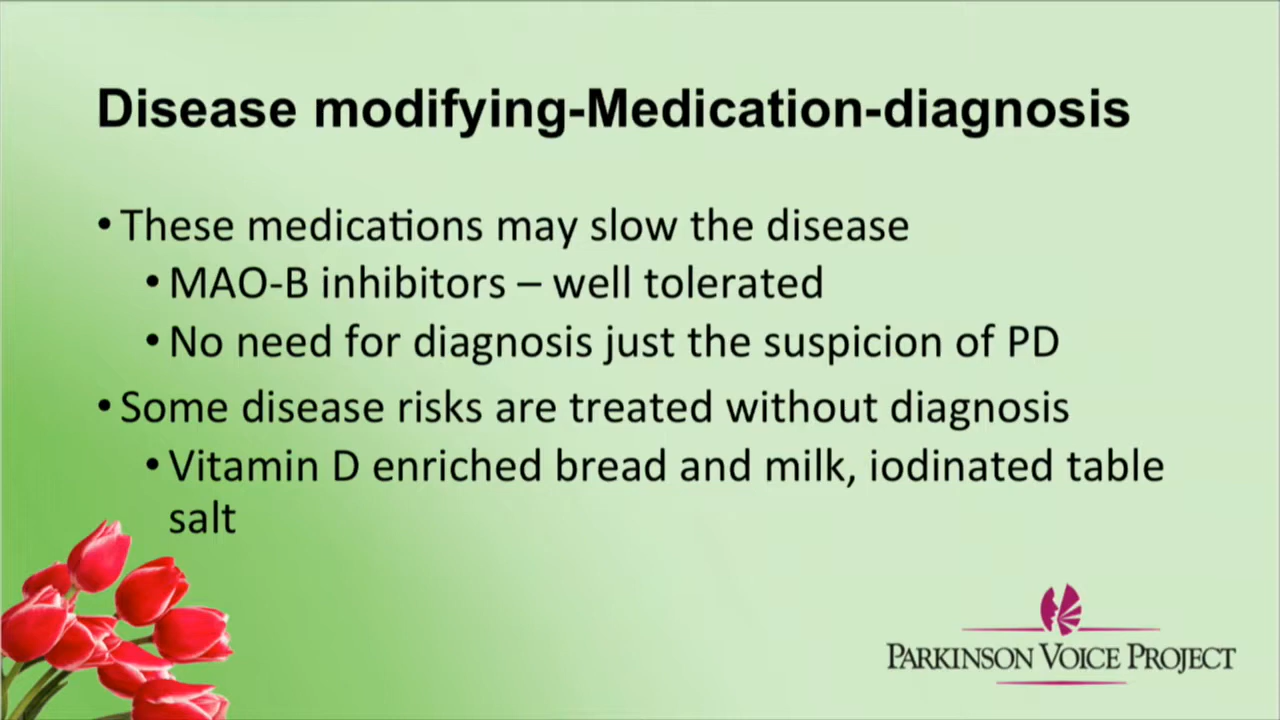 Disease modifying-Medication-diagnosis
• These medications may slow the disease
• MAO-B inhibitors – well tolerated
• No need for diagnosis just the suspicion of PD
• Some disease risks are treated without diagnosis
• Vitamin D enriched bread and milk, iodinated table
salt
PARKINSON VOICE PROJECT